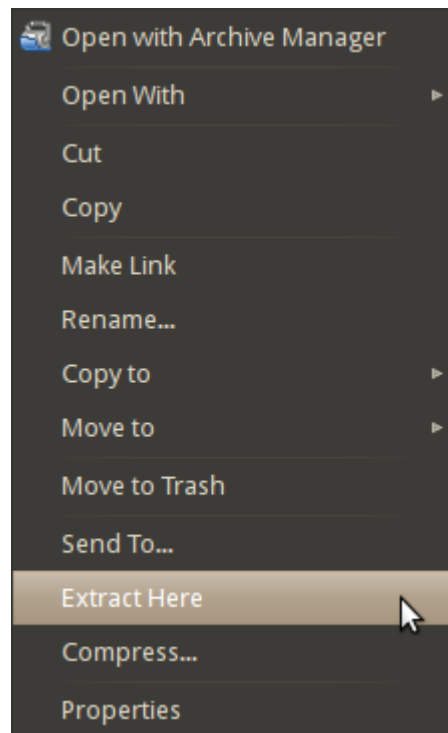 Open with Archive Manager
Open With
Cut
Copy
Make Link
Rename...
Copy to
Move to
Move to Trash
Send To...
Extract Here
Compress...
Properties